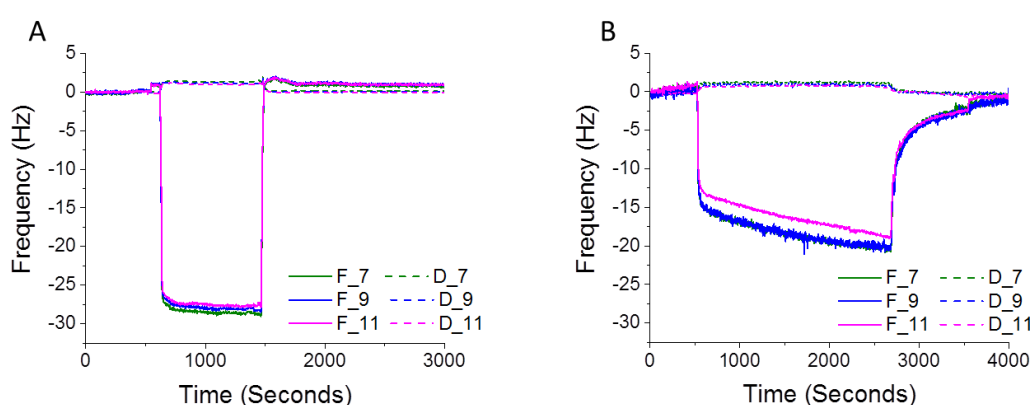 A
5
0
-5
-10
-15
-20
-25
-30
Frequency (Hz)
F_7 D_7
F_9 D_9
F_11 D_11
0 1000 2000 3000
Time (Seconds)
B
5
0
-5
-10
-15
-20
-25
-30
Frequency (Hz)
F_7 D_7
F_9 D_9
F_11 D_11
0 1000 2000 3000 4000
Time (Seconds)